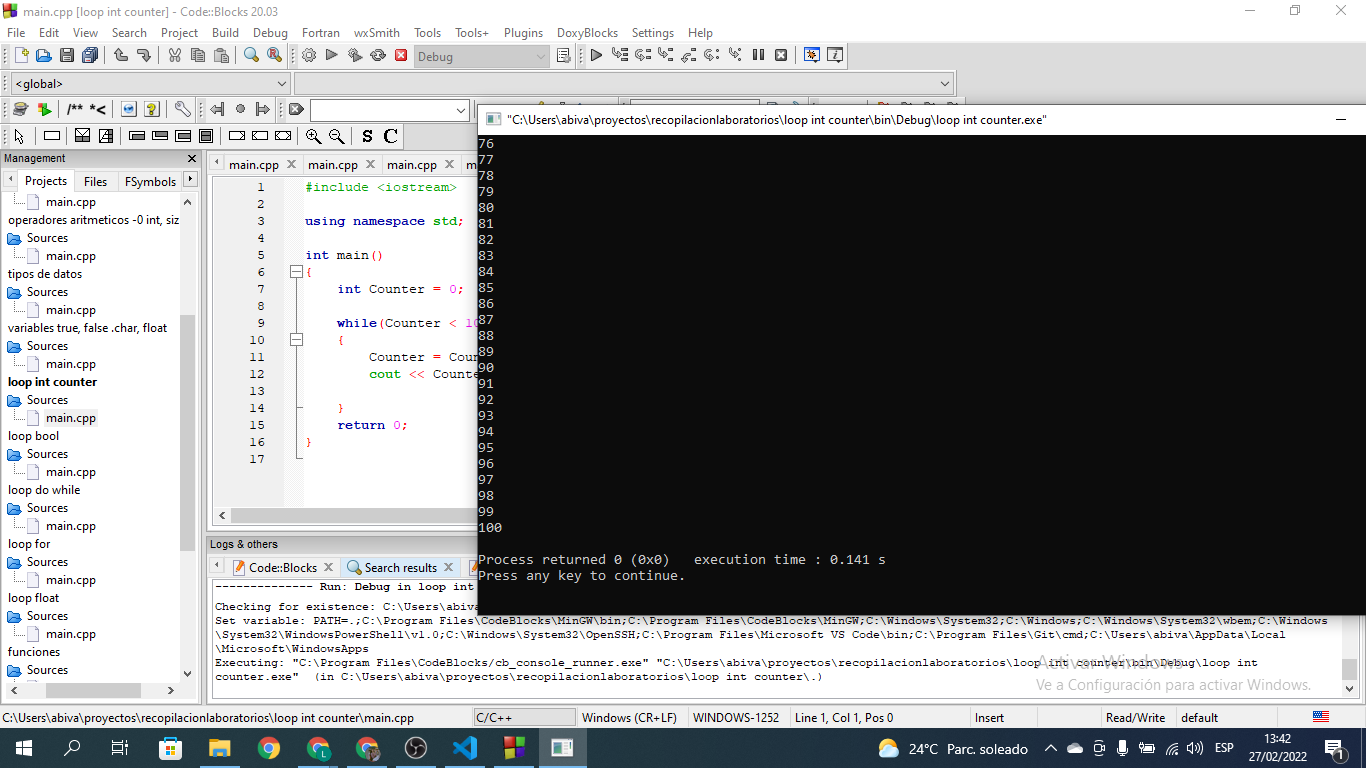 main.cpp [loop int counter] - Code::Blocks 20.03
File Edit View Search Project Build Debug Fortran wxSmith Tools Tools+ Plugins DoxyBlocks Settings Help
Debug
<global>
/** *<
S C
Management
Projects Files FSymbols
main.cpp
operadores aritmeticos -0 int, siz
Sources
main.cpp
tipos de datos
Sources
main.cpp
variables true, false .char, float
Sources
main.cpp
loop int counter
Sources
main.cpp
loop bool
Sources
main.cpp
loop do while
Sources
main.cpp
loop for
Sources
main.cpp
loop float
Sources
main.cpp
funciones
Sources
main.cpp main.cpp main.cpp m
1 #include <iostream>
2
3 using namespace std;
4
5 int main()
6 {
7 int Counter = 0;
8
9 while(Counter < 10
10 {
11 Counter = Coun
12 cout << Counte
13
14 }
15 return 0;
16 }
17
"C:\Users\abiva\proyectos\recopilacionlaboratorios\loop int counter\bin\Debug\loop int counter.exe"
76
77
78
79
80
81
82
83
84
85
86
87
88
89
90
91
92
93
94
95
96
97
98
99
100
Process returned 0 (0x0) execution time : 0.141 s
Press any key to continue.
Logs & others
Code::Blocks Search results
-------------- Run: Debug in loop int
Checking for existence: C:\Users\abiva
Set variable: PATH=.;C:\Program Files\CodeBlocks\MinGW\bin;C:\Program Files\CodeBlocks\MinGW;C:\Windows\System32;C:\Windows;C:\Windows\System32\wbem;C:\Windows
\System32\WindowsPowerShell\v1.0;C:\Windows\System32\OpenSSH;C:\Program Files\Microsoft VS Code\bin;C:\Program Files\Git\cmd;C:\Users\abiva\AppData\Local
\Microsoft\WindowsApps
Executing: "C:\Program Files\CodeBlocks/cb_console_runner.exe" "C:\Users\abiva\proyectos\recopilacionlaboratorios\loop int counter\bin\Debug\loop int
counter.exe" (in C:\Users\abiva\proyectos\recopilacionlaboratorios\loop int counter\.)
Activar Windows
Ve a Configuración para activar Windows.
C:\Users\abiva\proyectos\recopilacionlaboratorios\loop int counter\main.cpp C/C++ Windows (CR+LF) WINDOWS-1252 Line 1, Col 1, Pos 0 Insert Read/Write default
24°C Parc. soleado ESP 13:42
27/02/2022 1